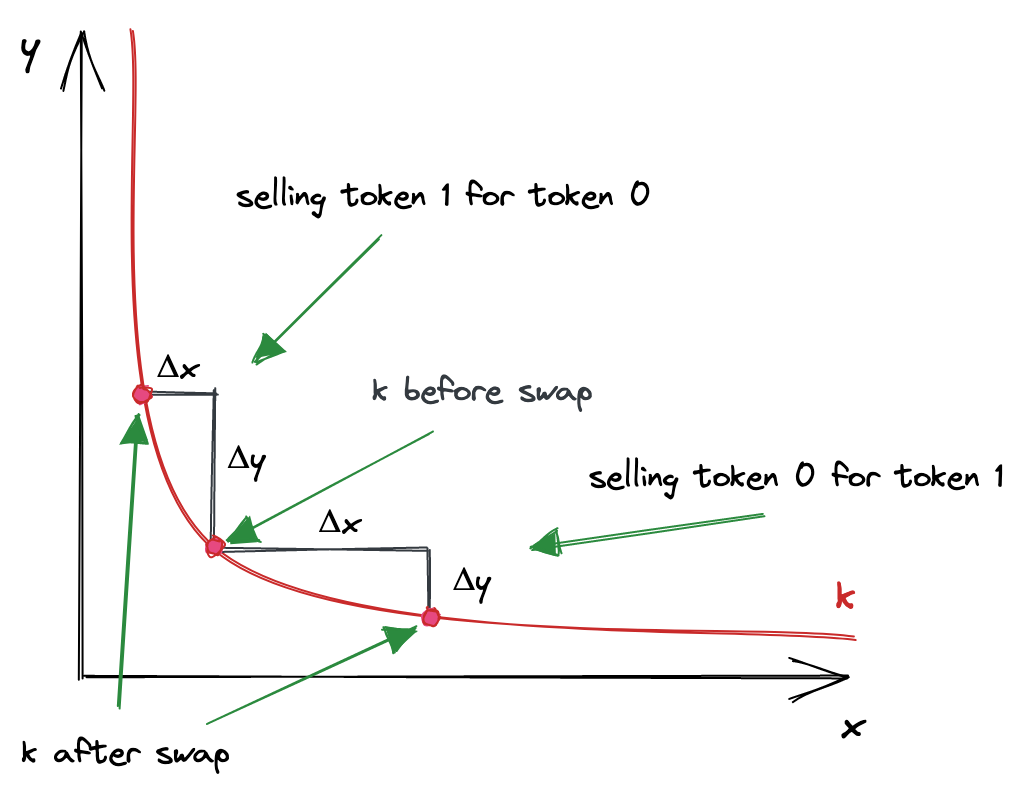 y
selling token 1 for token 0
Δx
k before swap
Δy
selling token 0 for token 1
Δx
Δy
k
x
k after swap